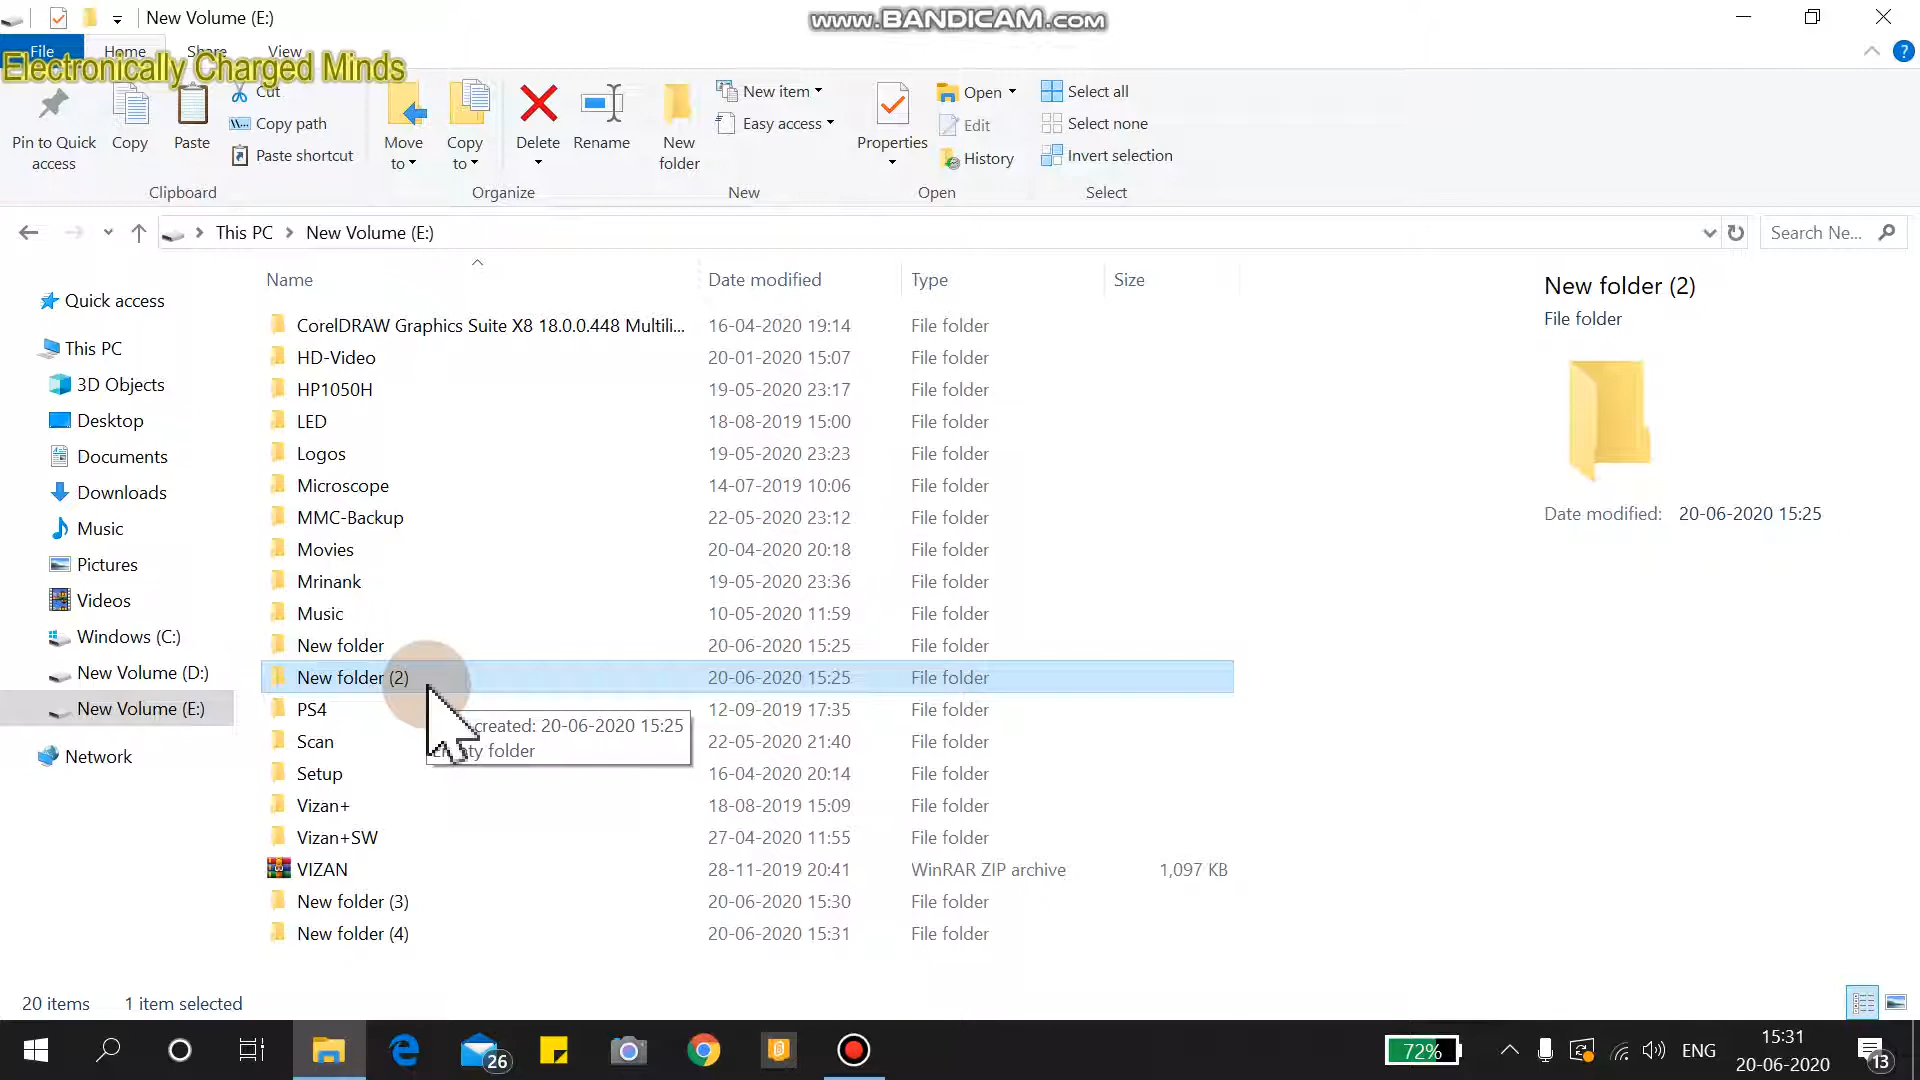 New Volume (E:)
www.BANDICAM.com
File Home Share View
Electronically Charged Minds
Pin to Quick access
Copy
Paste
Cut
Copy path
Paste shortcut
Clipboard
Move to
Copy to
Delete
Rename
Organize
New folder
New item
Easy access
New
Properties
Open
Edit
History
Open
Select all
Select none
Invert selection
Select
This PC New Volume (E:)
Search Ne...
Quick access
This PC
3D Objects
Desktop
Documents
Downloads
Music
Pictures
Videos
Windows (C:)
New Volume (D:)
New Volume (E:)
Network
Name Date modified Type Size
CorelDRAW Graphics Suite X8 18.0.0.448 Multili... 16-04-2020 19:14 File folder
HD-Video 20-01-2020 15:07 File folder
HP1050H 19-05-2020 23:17 File folder
LED 18-08-2019 15:00 File folder
Logos 19-05-2020 23:23 File folder
Microscope 14-07-2019 10:06 File folder
MMC-Backup 22-05-2020 23:12 File folder
Movies 20-04-2020 20:18 File folder
Mrinank 19-05-2020 23:36 File folder
Music 10-05-2020 11:59 File folder
New folder 20-06-2020 15:25 File folder
New folder (2) 20-06-2020 15:25 File folder
PS4 12-09-2019 17:35 File folder
Scan 22-05-2020 21:40 File folder
Setup 16-04-2020 20:14 File folder
Vizan+ 18-08-2019 15:09 File folder
Vizan+SW 27-04-2020 11:55 File folder
VIZAN 28-11-2019 20:41 WinRAR ZIP archive 1,097 KB
New folder (3) 20-06-2020 15:30 File folder
New folder (4) 20-06-2020 15:31 File folder
created: 20-06-2020 15:25
folder
New folder (2)
File folder
Date modified: 20-06-2020 15:25
20 items 1 item selected
26
72%
ENG
15:31
20-06-2020
13